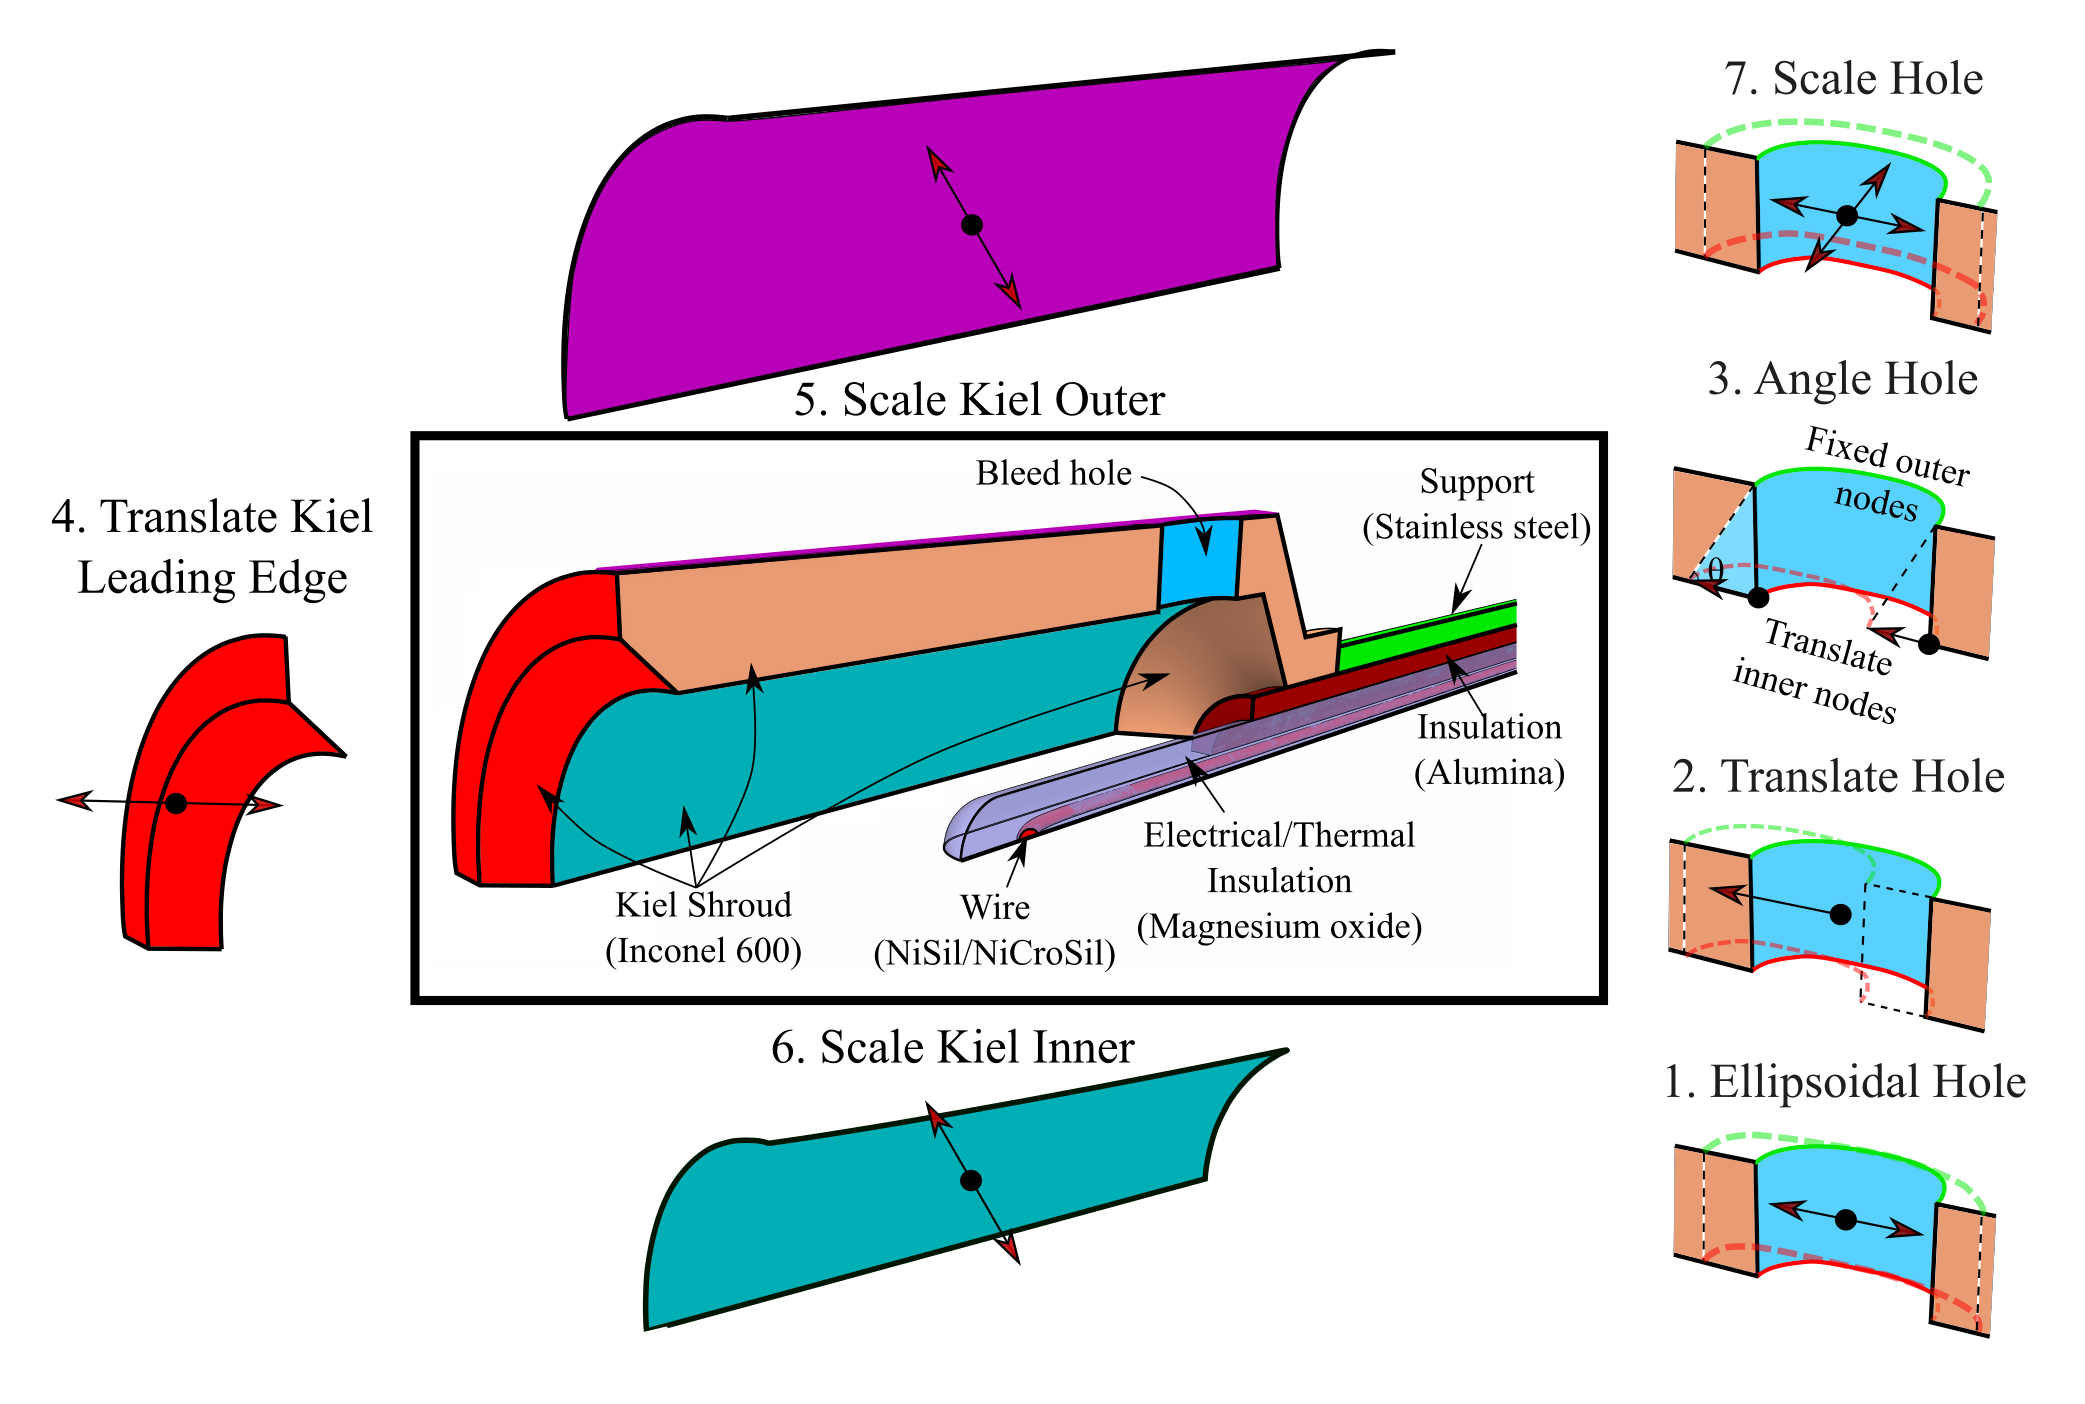 7. Scale Hole
5. Scale Kiel Outer
3. Angle Hole
Fixed outer
nodes
θ
Translate
inner nodes
Bleed hole
Support
(Stainless steel)
4. Translate Kiel
Leading Edge
Insulation
(Alumina)
Electrical/Thermal
Insulation
(Magnesium oxide)
Kiel Shroud
(Inconel 600)
Wire
(NiSil/NiCroSil)
2. Translate Hole
6. Scale Kiel Inner
1. Ellipsoidal Hole